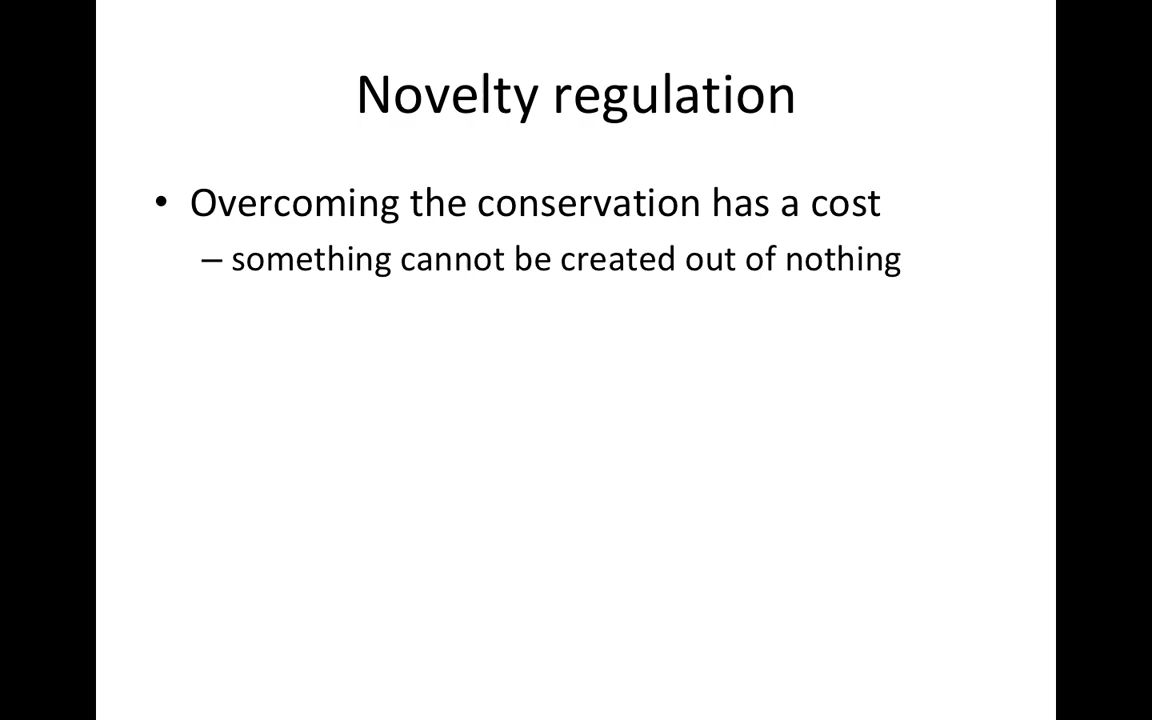 Novelty regulation
• Overcoming the conservation has a cost
– something cannot be created out of nothing